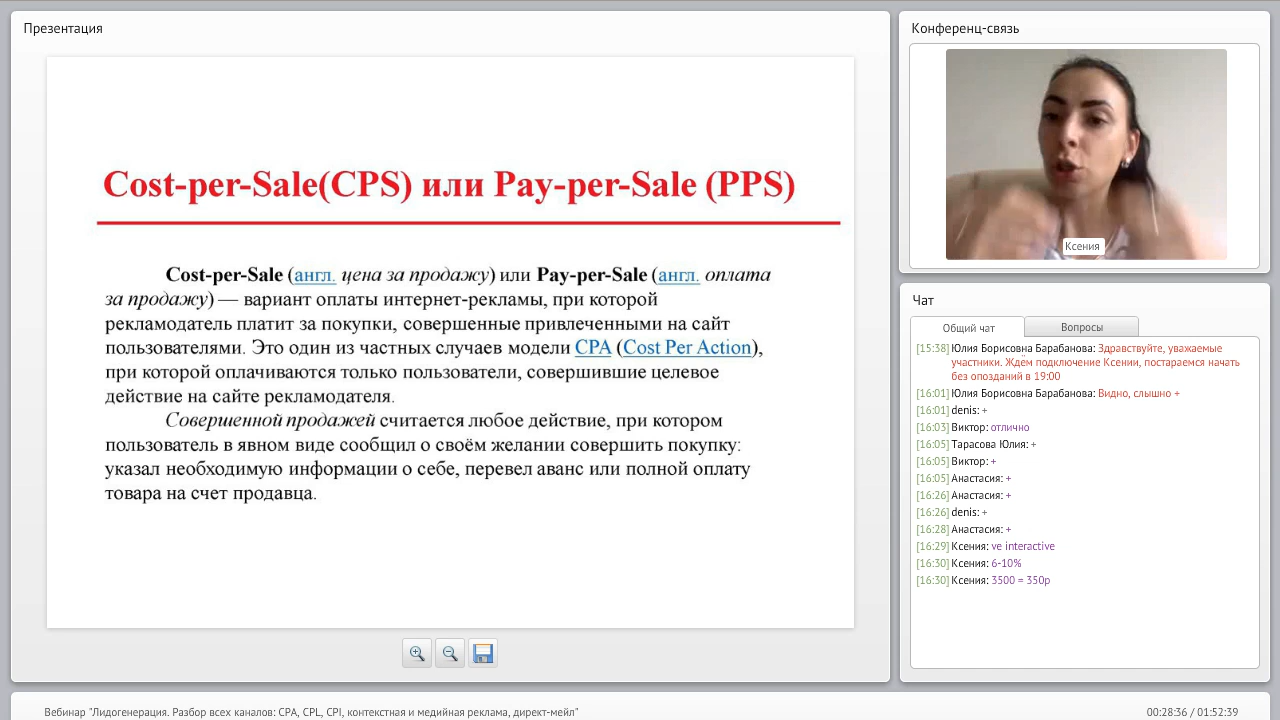 Презентация
Cost-per-Sale(CPS) или Pay-per-Sale (PPS)
Cost-per-Sale (англ. цена за продажу) или Pay-per-Sale (англ. оплата
за продажу) — вариант оплаты интернет-рекламы, при которой
рекламодатель платит за покупки, совершенные привлеченными на сайт
пользователями. Это один из частных случаев модели CPA (Cost Per Action),
при которой оплачиваются только пользователи, совершившие целевое
действие на сайте рекламодателя.
Совершенной продажей считается любое действие, при котором
пользователь в явном виде сообщил о своём желании совершить покупку:
указал необходимую информации о себе, перевел аванс или полной оплату
товара на счет продавца.
Конференц-связь
Ксения
Чат
Общий чат
Вопросы
[15:38] Юлия Борисовна Барабанова: Здравствуйте, уважаемые
участники. Ждём подключение Ксении, постараемся начать
без опозданий в 19:00
[16:01] Юлия Борисовна Барабанова: Видно, слышно +
[16:01] denis: +
[16:03] Виктор: отлично
[16:05] Тарасова Юлия: +
[16:05] Виктор: +
[16:05] Анастасия: +
[16:26] Анастасия: +
[16:26] denis: +
[16:28] Анастасия: +
[16:29] Ксения: ve interactive
[16:30] Ксения: 6-10%
[16:30] Ксения: 3500 = 350р
Вебинар "Лидогенерация. Разбор всех каналов: CPA, CPL, CPI, контекстная и медийная реклама, директ-мейл"
00:28:36 / 01:52:39